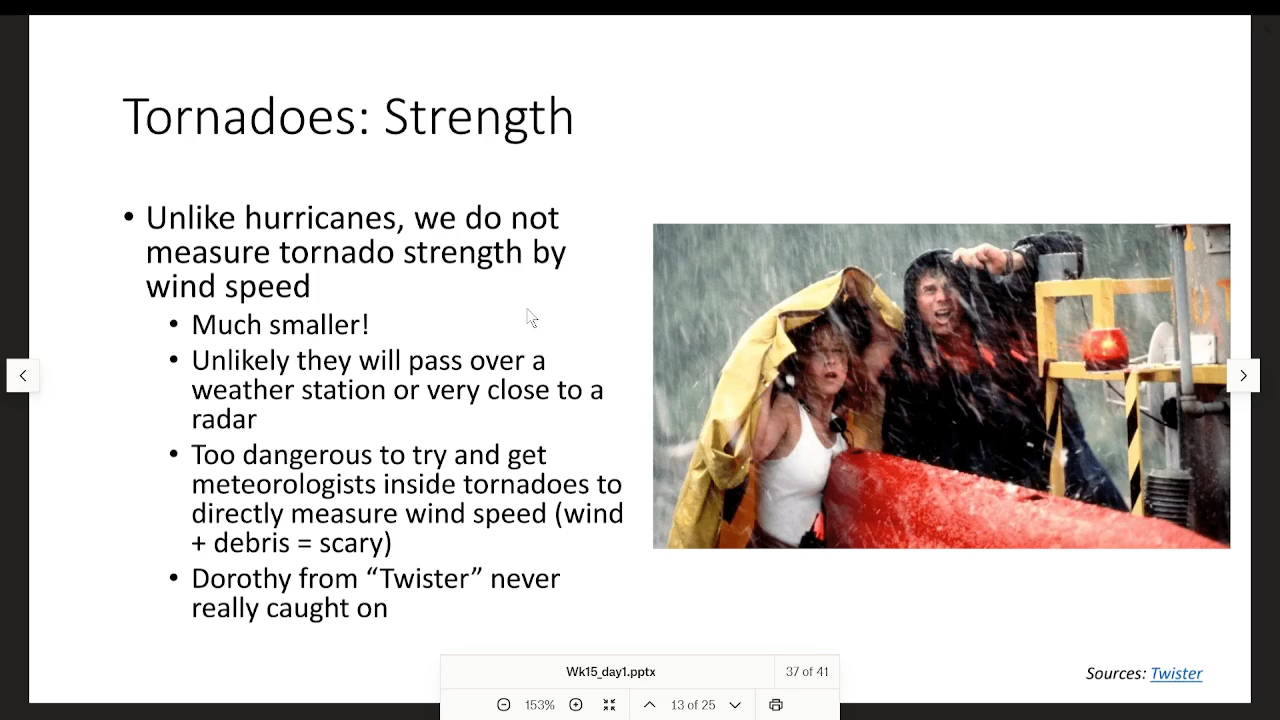 Tornadoes: Strength
• Unlike hurricanes, we do not
measure tornado strength by
wind speed
• Much smaller!
• Unlikely they will pass over a
weather station or very close to a
radar
• Too dangerous to try and get
meteorologists inside tornadoes to
directly measure wind speed (wind
+ debris = scary)
• Dorothy from “Twister” never
really caught on
Sources: Twister
Wk15_day1.pptx
37 of 41
153%
13 of 25